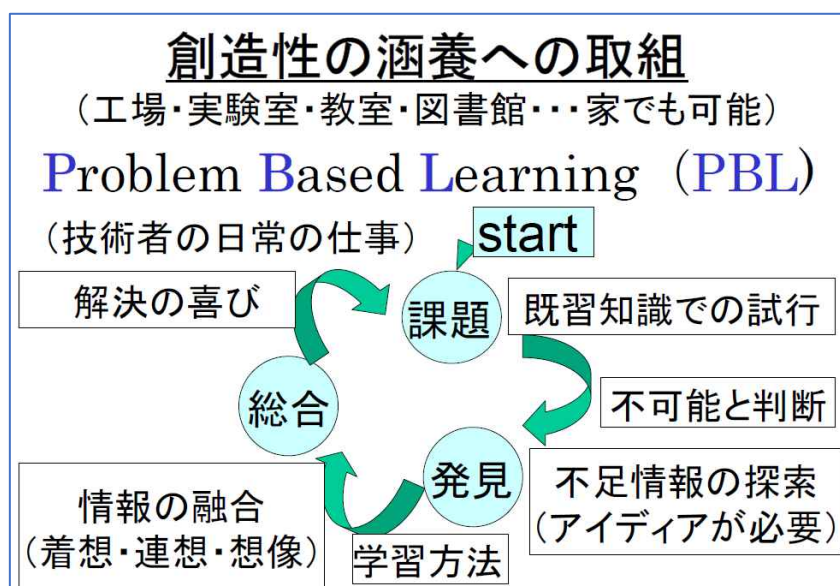 創造性の涵養への取組
（工場・実験室・教室・図書館・・・家でも可能）
Problem Based Learning（PBL）
（技術者の日常の仕事）
start
課題
既習知識での試行
不可能と判断
不足情報の探索
（アイディアが必要）
発見
学習方法
情報の融合
（着想・連想・想像）
総合
解決の喜び